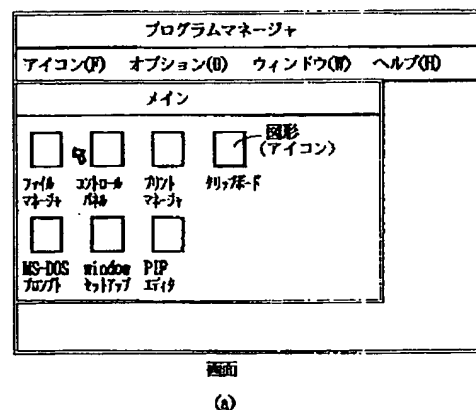 プログラムマネージャ
アイコン(F) オプション(O) ウィンドウ(W) ヘルプ(H)
メイン
図形
(アイコン)
ファイル コントロール プリント クリップボード
マネージャ パネル マネージャ
MS-DOS window PIF
プロンプト セットアップ エディタ
画面
(a)